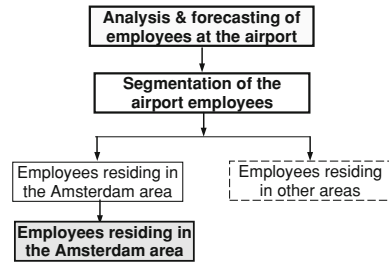 Analysis & forecasting of
employees at the airport
Segmentation of the
airport employees
Employees residing in
the Amsterdam area
Employees residing
in other areas
Employees residing in
the Amsterdam area